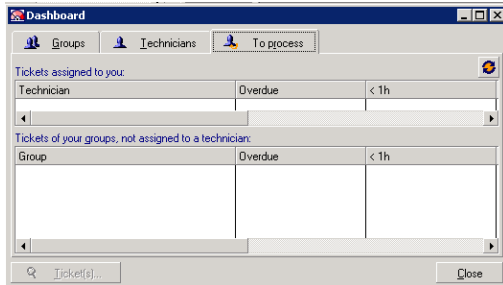 Dashboard
Groups
Technicians
To process
Tickets assigned to you:
Technician Overdue < 1h
Tickets of your groups, not assigned to a technician:
Group Overdue < 1h
Ticket(s)...
Close